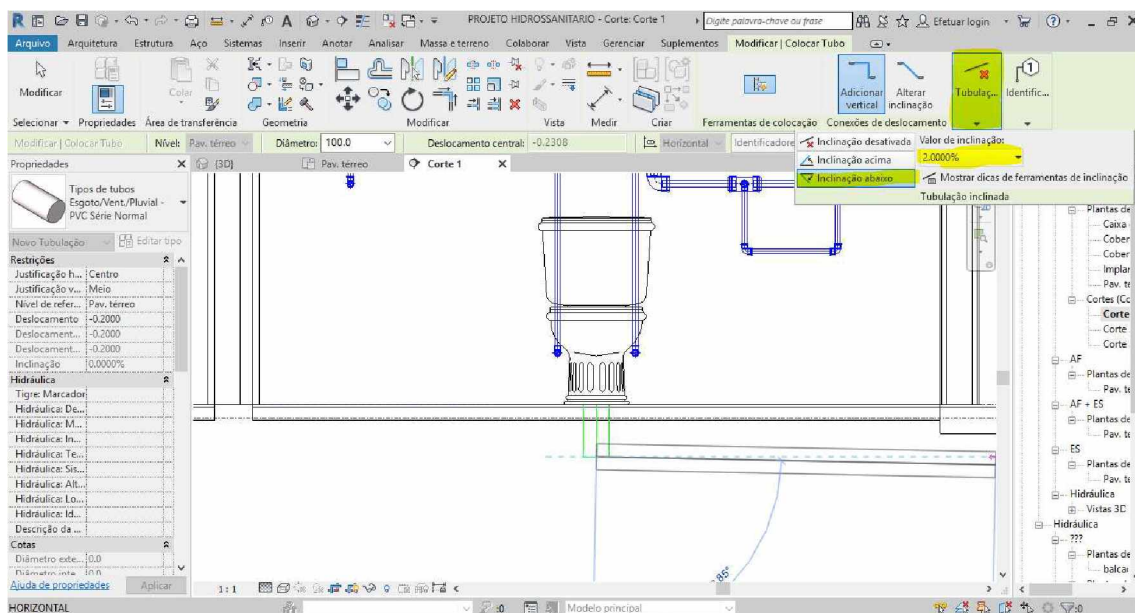 PROJETO HIDROSSANITARIO - Corte: Corte 1
Digite palavra-chave ou frase
Efetuar login
Arquivo Arquitetura Estrutura Aço Sistemas Inserir Anotar Analisar Massa e terreno Colaborar Vista Gerenciar Suplementos Modificar | Colocar Tubo
Modificar
Colar
Adicionar vertical
Alterar inclinação
Tubulaç...
Identific...
Selecionar Propriedades Área de transferência Geometria Modificar Vista Medir Criar Ferramentas de colocação Conexões de deslocamento
Modificar | Colocar Tubo Nível: Pav. térreo Diâmetro: 100.0 Deslocamento central: -0.2308 Horizontal Identificadore
Inclinação desativada Valor de inclinação:
Inclinação acima 2.0000%
Inclinação abaixo Mostrar dicas de ferramentas de inclinação
Tubulação inclinada
Propriedades
{3D} Pav. térreo Corte 1
Tipos de tubos
Esgoto/Vent./Pluvial -
PVC Série Normal
Novo Tubulação Editar tipo
Restrições
Justificação h... Centro
Justificação v... Meio
Nível de refer... Pav. térreo
Deslocamento -0.2000
Deslocament... -0.2000
Deslocament... -0.2000
Inclinação 0.0000%
Hidráulica
Tigre: Marcador
Hidráulica: De...
Hidráulica: M...
Hidráulica: In...
Hidráulica: Te...
Hidráulica: Sis...
Hidráulica: Alt...
Hidráulica: Lo...
Hidráulica: Id...
Descrição da ...
Cotas
Diâmetro exte... 0.0
Diâmetro inte... 0.0
Ajuda de propriedades Aplicar
Plantas de
Caixa
Cober
Cober
Implar
Pav. té
Cortes (Co
Corte
Corte
Corte
AF
Plantas de
Pav. te
AF + ES
Plantas de
Pav. te
ES
Plantas de
Pav. te
Hidráulica
Vistas 3D
Hidráulica
???
Plantas de
balcai
1 : 1
HORIZONTAL
:0 Modelo principal
:0